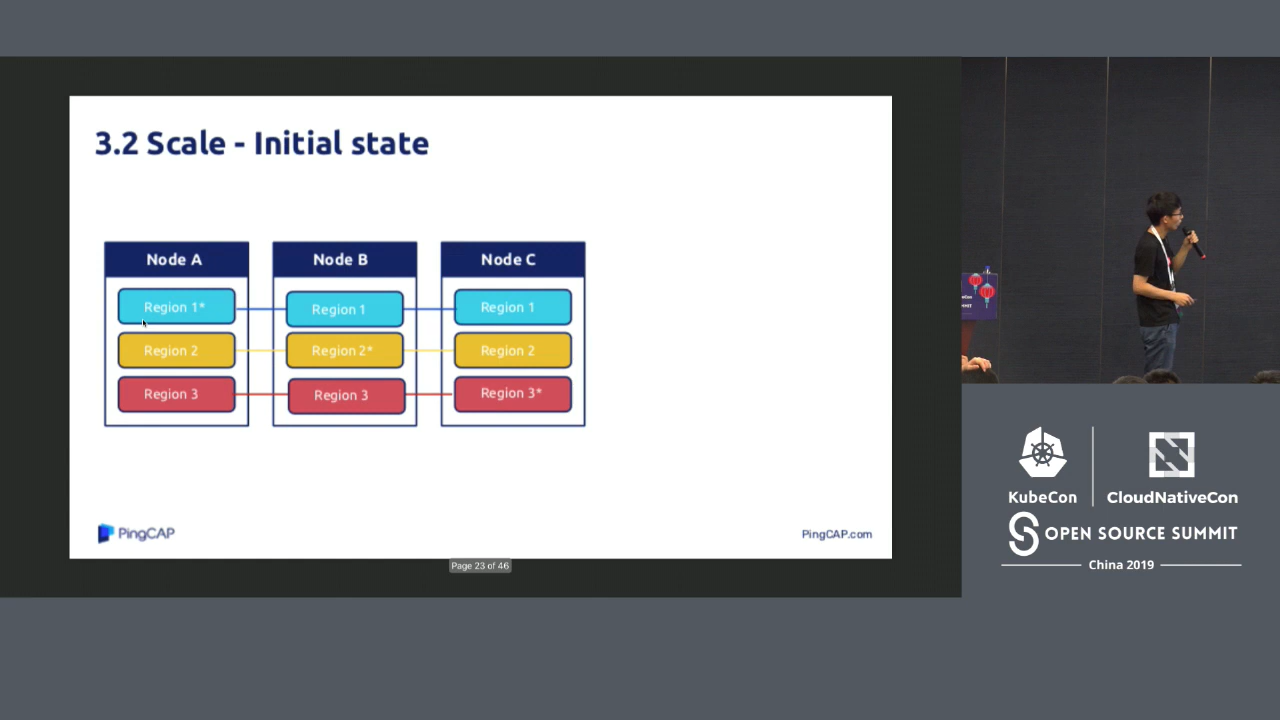 3.2 Scale - Initial state
Node A
Node B
Node C
Region 1*
Region 1
Region 1
Region 2
Region 2*
Region 2
Region 3
Region 3
Region 3*
PingCAP
PingCAP.com
Page 23 of 46
KubeCon
CloudNativeCon
OPEN SOURCE SUMMIT
China 2019